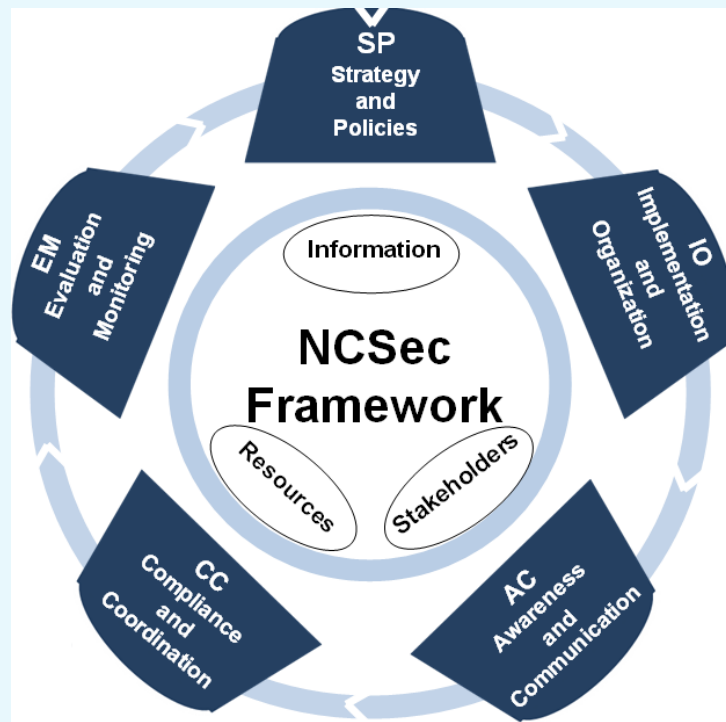 SP
Strategy
and
Policies
IO
Implementation
and
Organization
AC
Awareness
and
Communication
CC
Compliance
and
Coordination
EM
Evaluation
and
Monitoring
Information
NCSec
Framework
Resources
Stakeholders